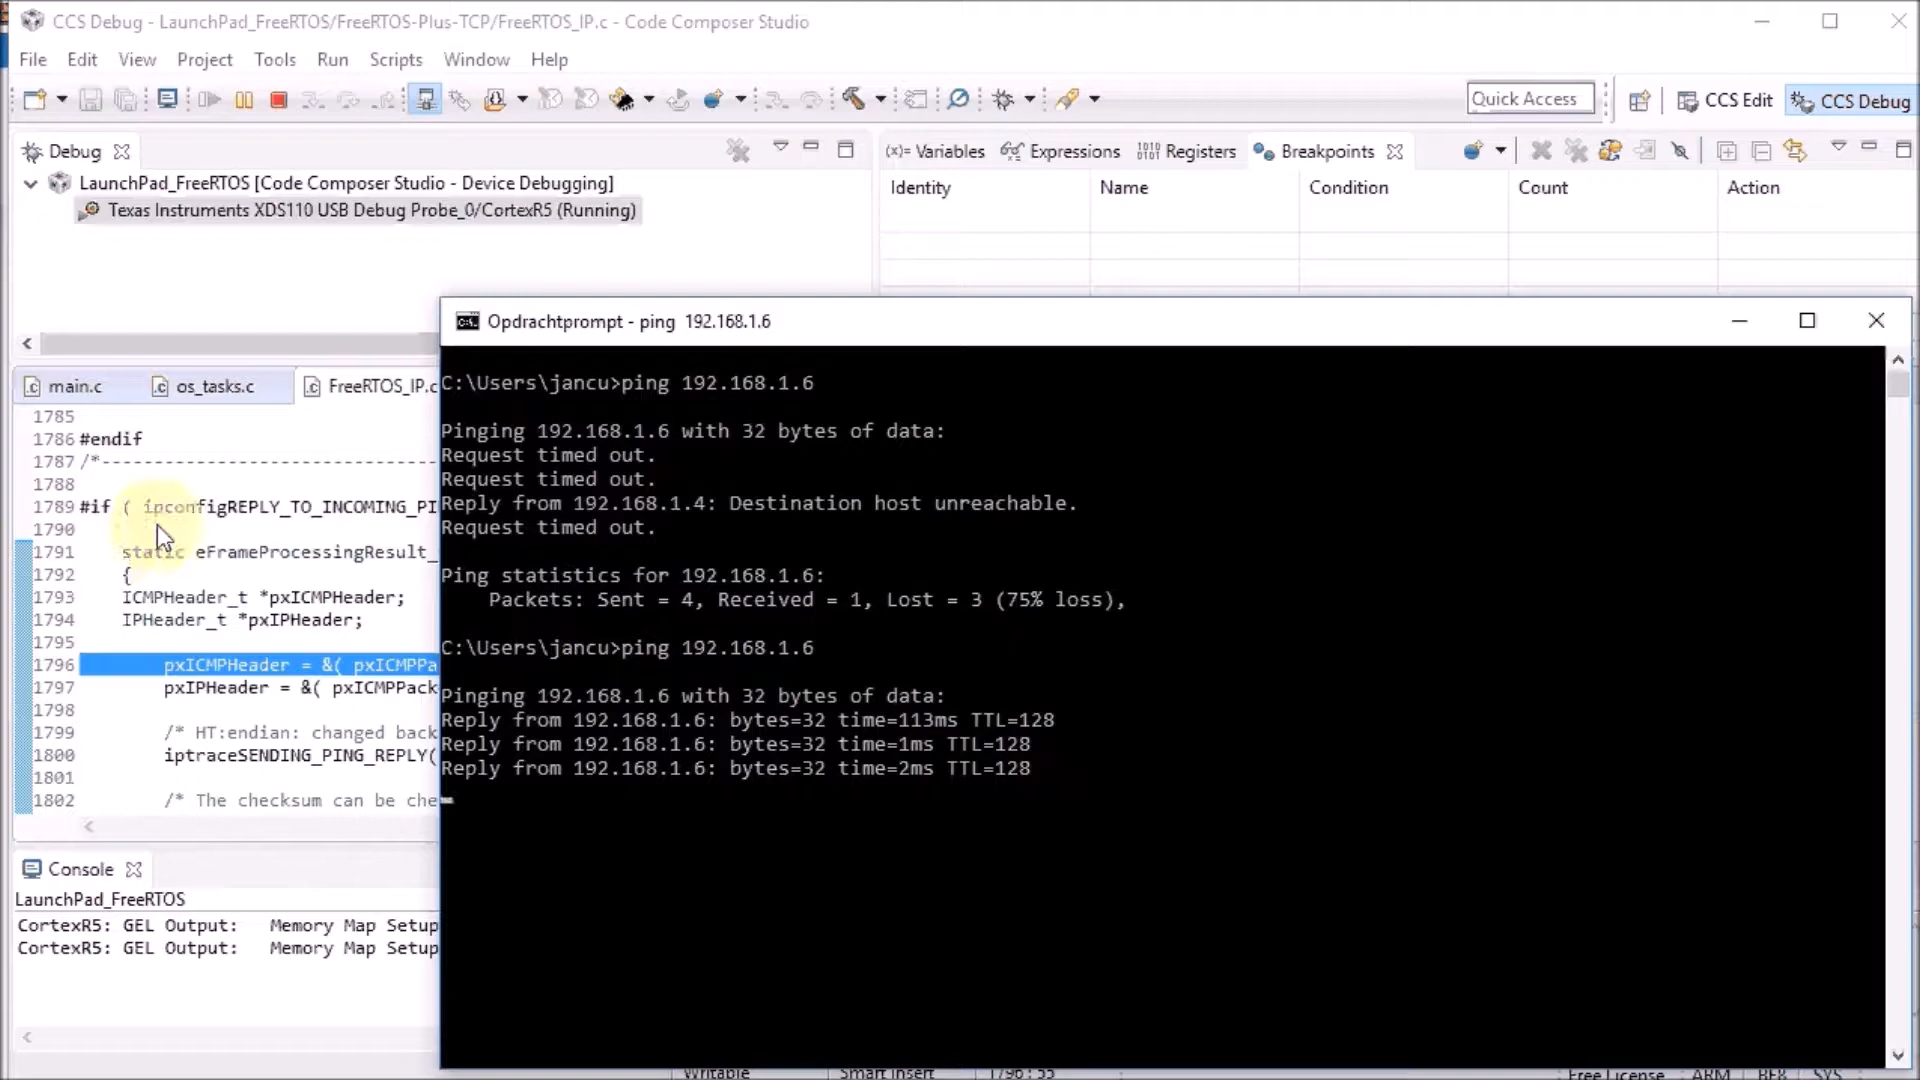 CCS Debug - LaunchPad_FreeRTOS/FreeRTOS-Plus-TCP/FreeRTOS_IP.c - Code Composer Studio
File Edit View Project Tools Run Scripts Window Help
Quick Access
CCS Edit
CCS Debug
Debug
LaunchPad_FreeRTOS [Code Composer Studio - Device Debugging]
Texas Instruments XDS110 USB Debug Probe_0/CortexR5 (Running)
(x)= Variables
Expressions
1010 0101 Registers
Breakpoints
Identity Name Condition Count Action
main.c os_tasks.c FreeRTOS_IP.c
1785
1786 #endif
1787 /*--------------------------------
1788
1789 #if ( ipconfigREPLY_TO_INCOMING_PI
1790
1791 static eFrameProcessingResult_
1792 {
1793 ICMPHeader_t *pxICMPHeader;
1794 IPHeader_t *pxIPHeader;
1795
1796 pxICMPHeader = &( pxICMPPa
1797 pxIPHeader = &( pxICMPPack
1798
1799 /* HT:endian: changed back
1800 iptraceSENDING_PING_REPLY(
1801
1802 /* The checksum can be che
Console
LaunchPad_FreeRTOS
CortexR5: GEL Output: Memory Map Setup
CortexR5: GEL Output: Memory Map Setup
C:\. Opdrachtprompt - ping 192.168.1.6
C:\Users\jancu>ping 192.168.1.6
Pinging 192.168.1.6 with 32 bytes of data:
Request timed out.
Request timed out.
Reply from 192.168.1.4: Destination host unreachable.
Request timed out.
Ping statistics for 192.168.1.6:
Packets: Sent = 4, Received = 1, Lost = 3 (75% loss),
C:\Users\jancu>ping 192.168.1.6
Pinging 192.168.1.6 with 32 bytes of data:
Reply from 192.168.1.6: bytes=32 time=113ms TTL=128
Reply from 192.168.1.6: bytes=32 time=1ms TTL=128
Reply from 192.168.1.6: bytes=32 time=2ms TTL=128
Writable Smart Insert 1796 : 55 Free License ARM BE8 SYS